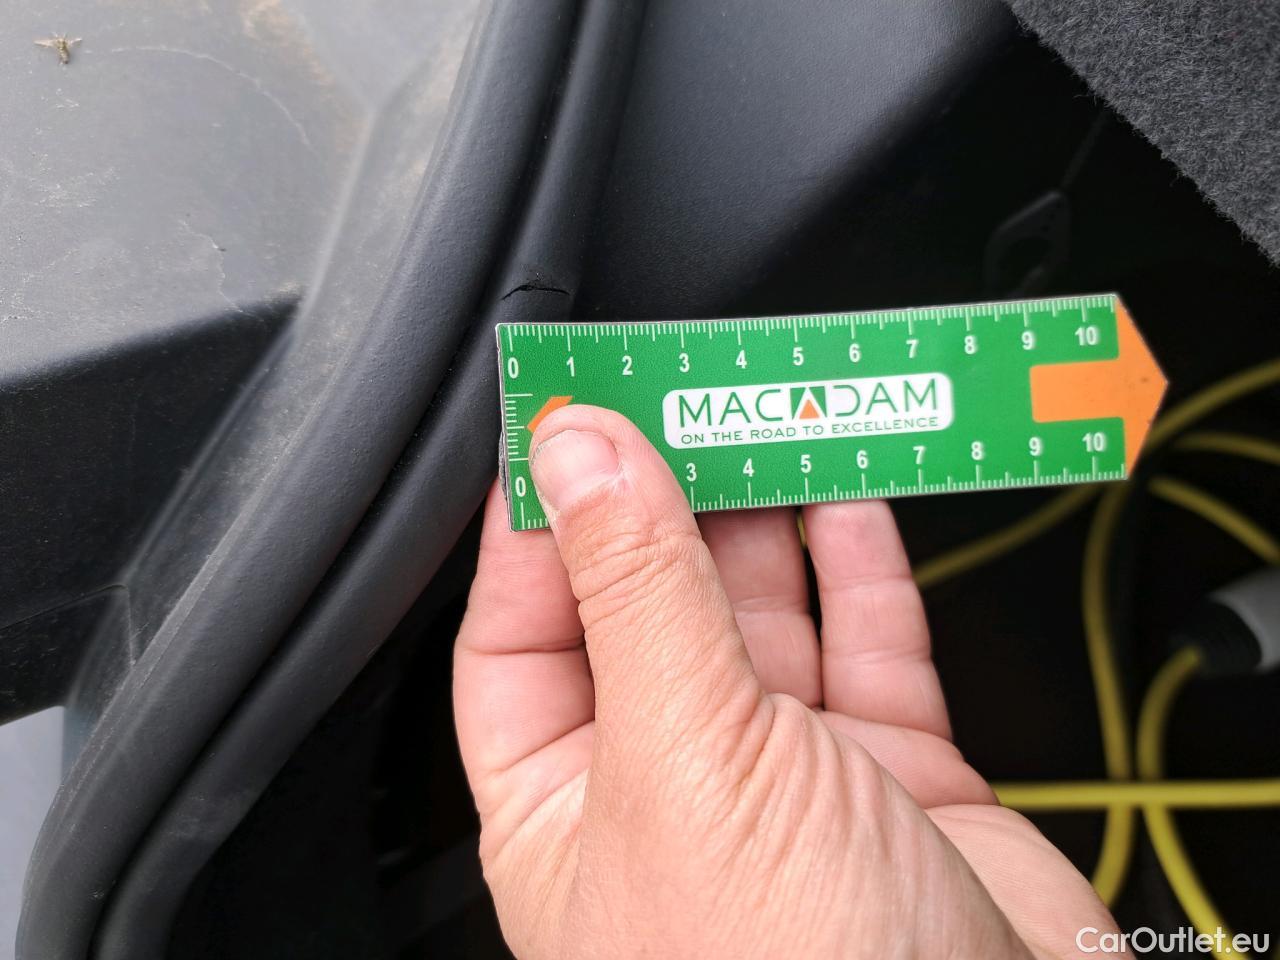 0 1 2 3 4 5 6 7 8 9 10
MACADAM
ON THE ROAD TO EXCELLENCE
0 3 4 5 6 7 8 9 10
CarOutlet.eu